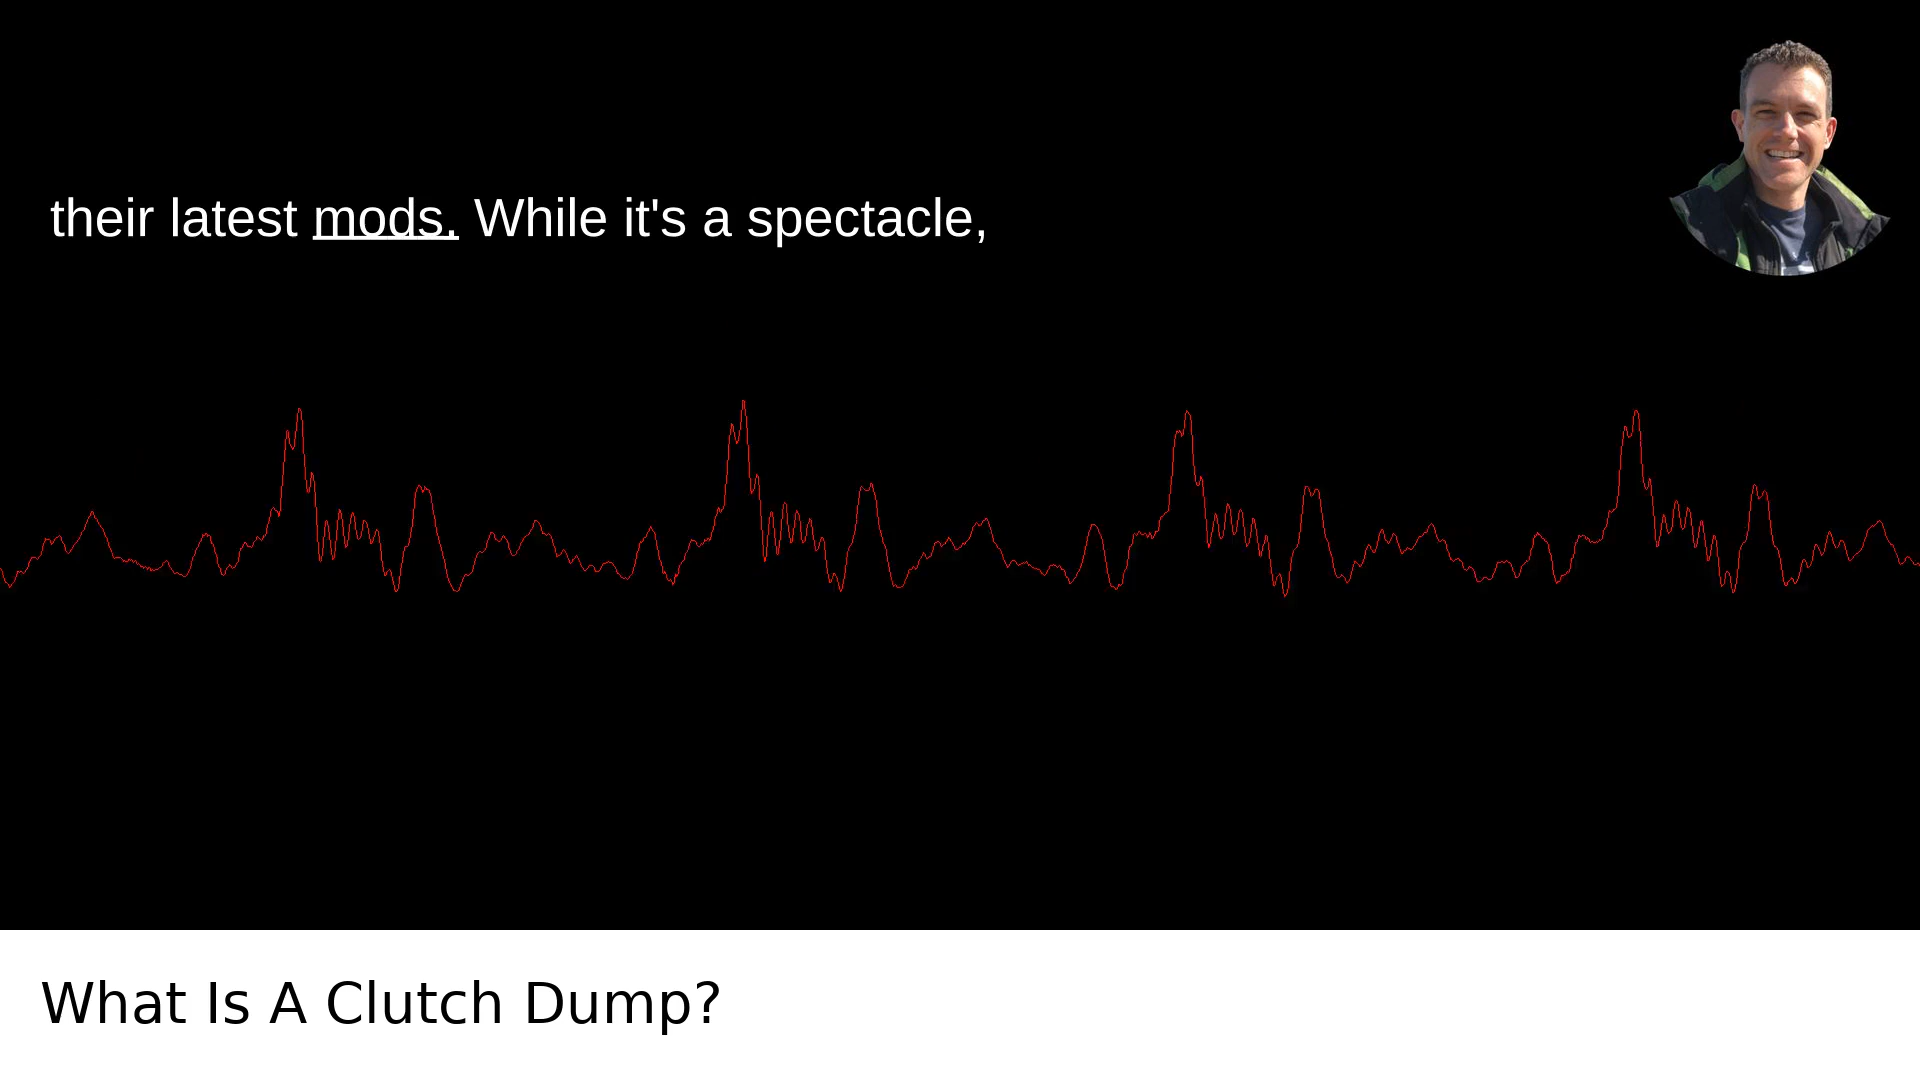 their latest mods. While it's a spectacle,
What Is A Clutch Dump?